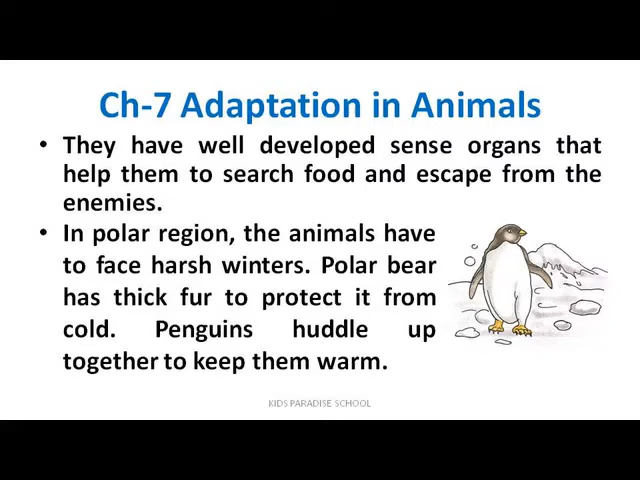 Ch-7 Adaptation in Animals
• They have well developed sense organs that
help them to search food and escape from the
enemies.
• In polar region, the animals have
to face harsh winters. Polar bear
has thick fur to protect it from
cold. Penguins huddle up
together to keep them warm.
KIDS PARADISE SCHOOL